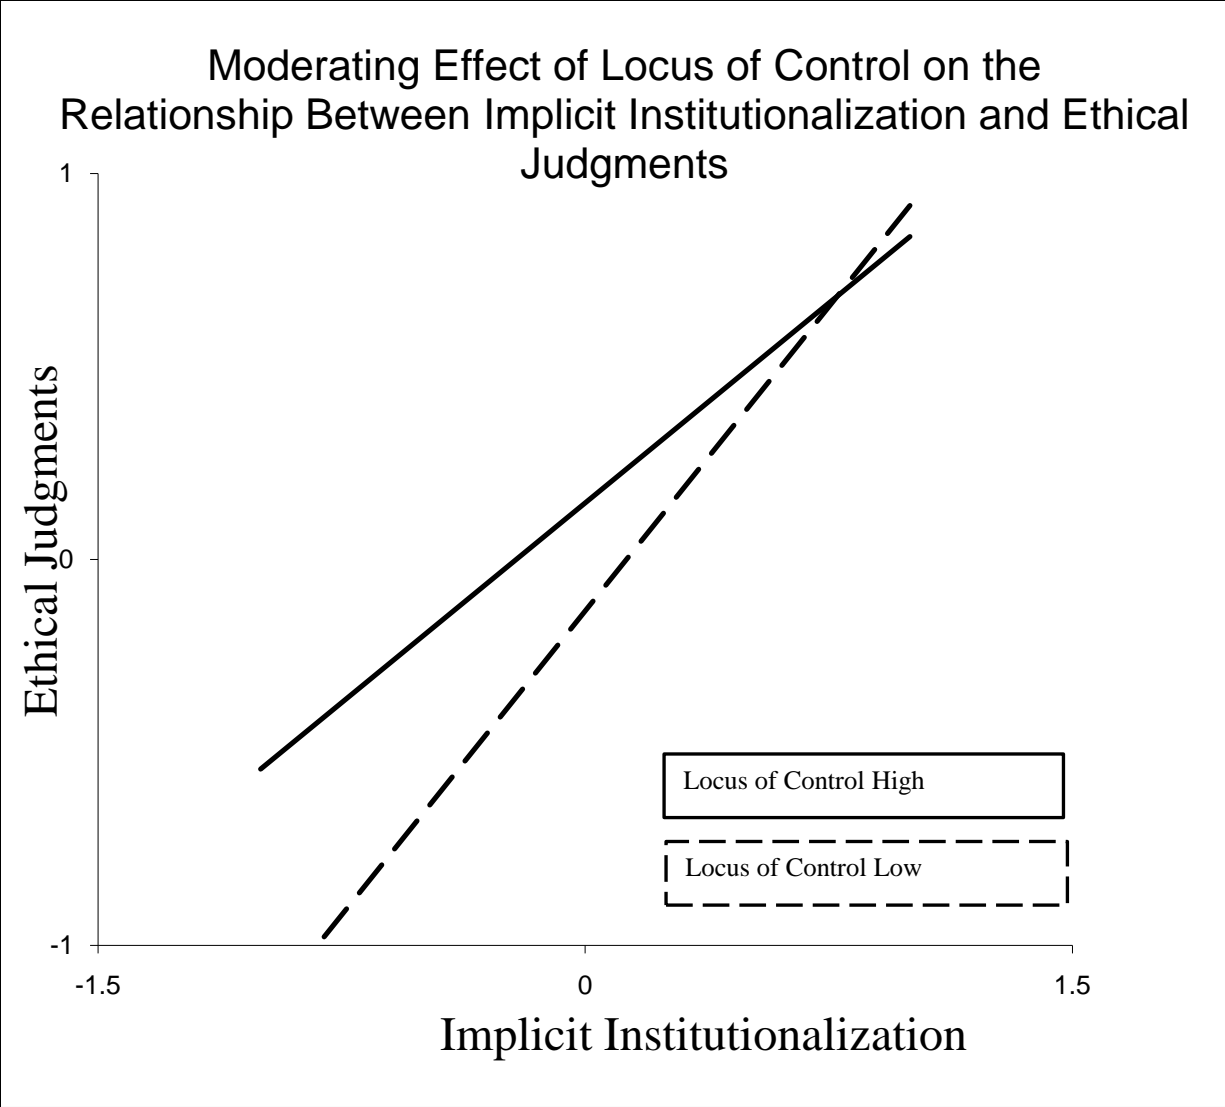 Moderating Effect of Locus of Control on the
Relationship Between Implicit Institutionalization and Ethical
Judgments
1
Ethical Judgments
0
Locus of Control High
Locus of Control Low
-1
-1.5
0
1.5
Implicit Institutionalization